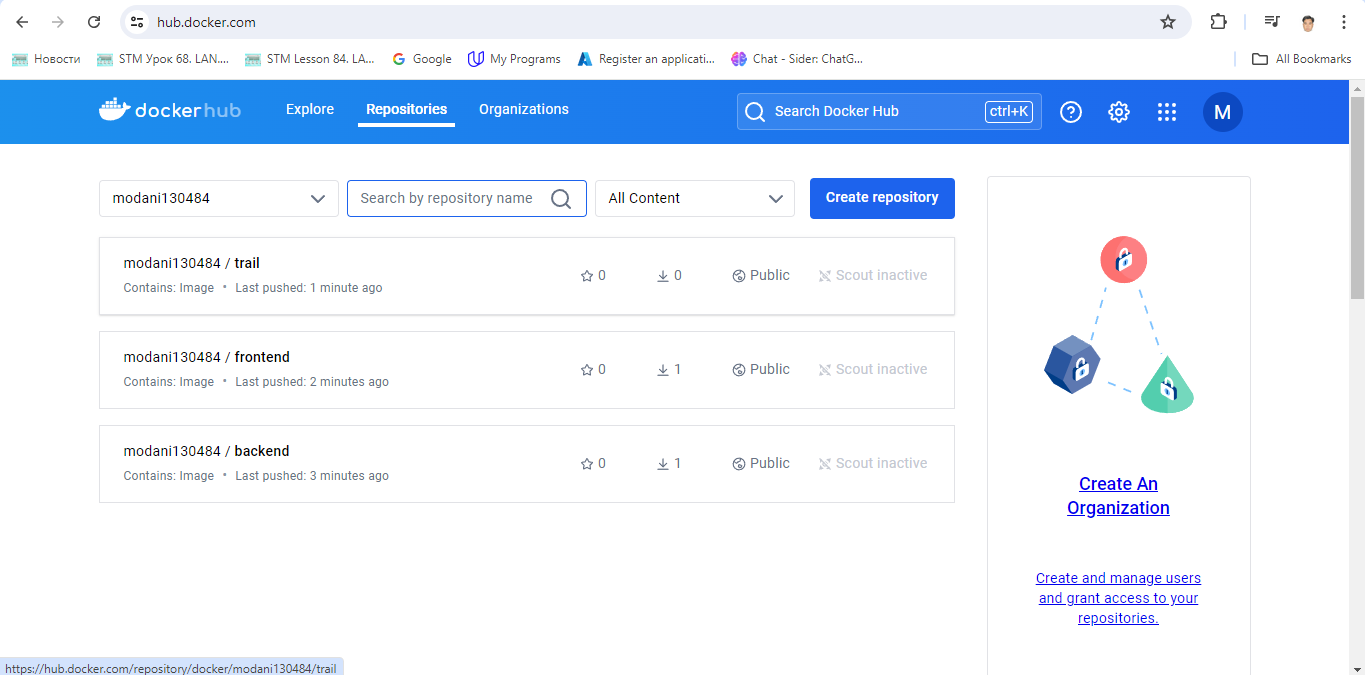 hub.docker.com
Новости
STM Урок 68. LAN....
STM Lesson 84. LA...
Google
My Programs
Register an applicati...
Chat - Sider: ChatG...
All Bookmarks
dockerhub
Explore
Repositories
Organizations
Search Docker Hub
ctrl+K
M
modani130484
Search by repository name
All Content
Create repository
modani130484 / trail
Contains: Image • Last pushed: 1 minute ago
0
0
Public
Scout inactive
modani130484 / frontend
Contains: Image • Last pushed: 2 minutes ago
0
1
Public
Scout inactive
modani130484 / backend
Contains: Image • Last pushed: 3 minutes ago
0
1
Public
Scout inactive
Create An
Organization
Create and manage users
and grant access to your
repositories.
https://hub.docker.com/repository/docker/modani130484/trail